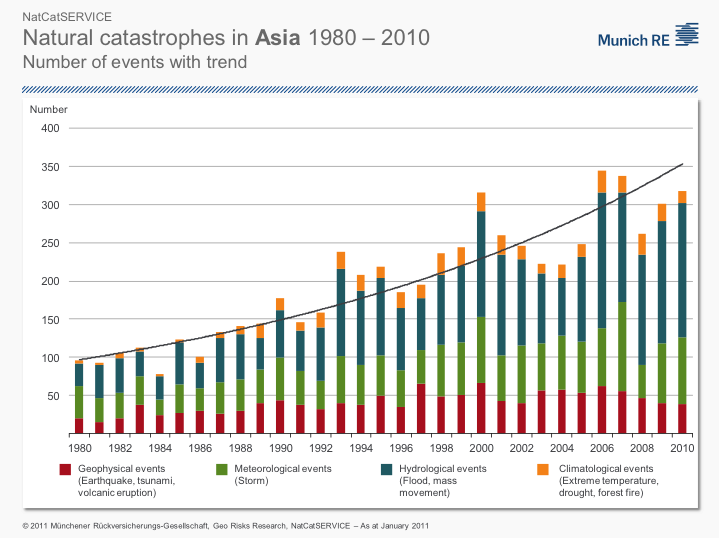 NatCatSERVICE
Natural catastrophes in Asia 1980 – 2010
Number of events with trend
Munich RE
Number
400
350
300
250
200
150
100
50
1980 1982 1984 1986 1988 1990 1992 1994 1996 1998 2000 2002 2004 2006 2008 2010
Geophysical events
(Earthquake, tsunami,
volcanic eruption)
Meteorological events
(Storm)
Hydrological events
(Flood, mass
movement)
Climatological events
(Extreme temperature,
drought, forest fire)
© 2011 Münchener Rückversicherungs-Gesellschaft, Geo Risks Research, NatCatSERVICE – As at January 2011